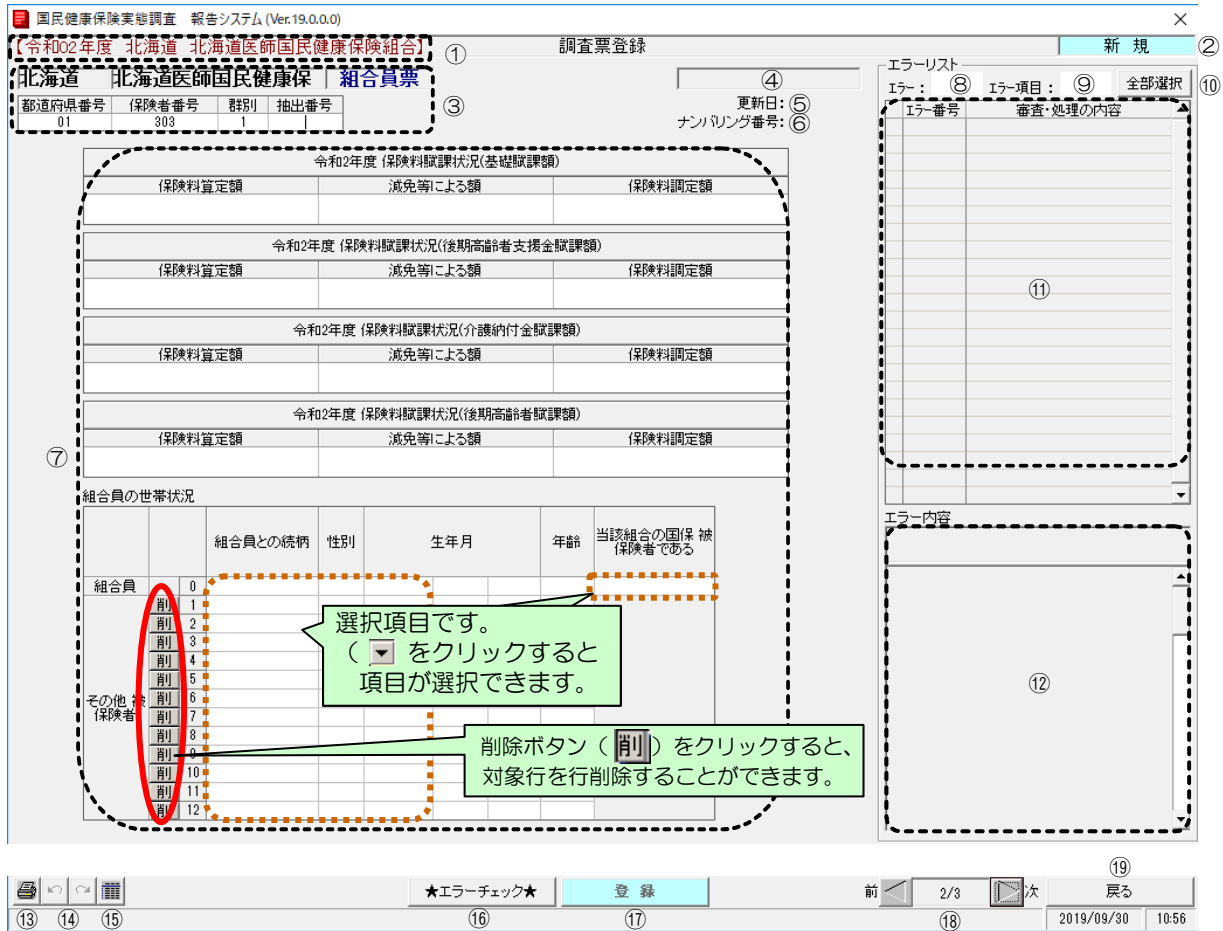 国民健康保険実態調査 報告システム (Ver.19.0.0.0)
【令和02年度 北海道 北海道医師国民健康保険組合】 ① 調査票登録 新 規 ②
北海道 北海道医師国民健康保 組合員票 ③ ④
都道府県番号 保険者番号 群別 抽出番号
01 303 1
更新日：⑤
ナンバリング番号：⑥
エラーリスト
エラー： ⑧ エラー項目： ⑨ 全部選択 ⑩
エラー番号 審査・処理の内容
⑪
令和2年度 保険料賦課状況(基礎賦課額)
保険料算定額 減免等による額 保険料調定額
令和2年度 保険料賦課状況(後期高齢者支援金賦課額)
保険料算定額 減免等による額 保険料調定額
令和2年度 保険料賦課状況(介護納付金賦課額)
保険料算定額 減免等による額 保険料調定額
令和2年度 保険料賦課状況(後期高齢者賦課額)
保険料算定額 減免等による額 保険料調定額
⑦
組合員の世帯状況
組合員との続柄 性別 生年月 年齢 当該組合の国保 被
保険者である
組合員 0
削 1
削 2
削 3
削 4
削 5
その他 被
保険者
削 6
削 7
削 8
削 9
削 10
削 11
削 12
選択項目です。
（ をクリックすると
項目が選択できます。
削除ボタン（ 削 ）をクリックすると、
対象行を行削除することができます。
エラー内容
⑫
★エラーチェック★ 登 録 前 2/3 次 戻る ⑲
⑬ ⑭ ⑮ ⑯ ⑰ ⑱ 2019/09/30 10:56